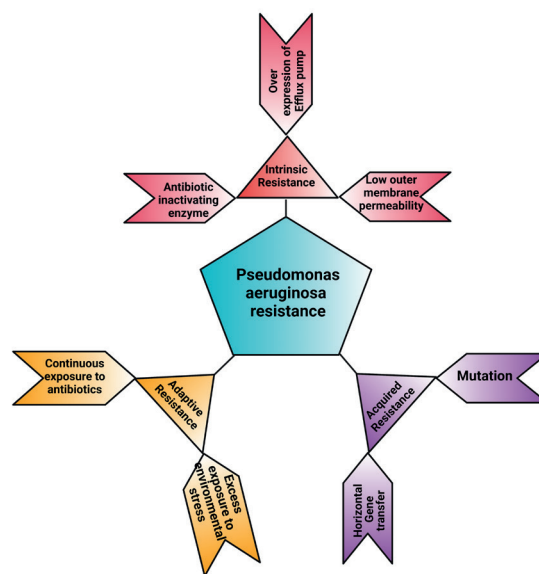 Over
expression of
Efflux pump
Intrinsic
Resistance
Antibiotic
inactivating
enzyme
Low outer
membrane
permeability
Pseudomonas
aeruginosa
resistance
Continuous
exposure to
antibiotics
Adaptive
Resistance
Excess
exposure to
environmental
stress
Acquired
Resistance
Mutation
Horizontal
Gene
transfer